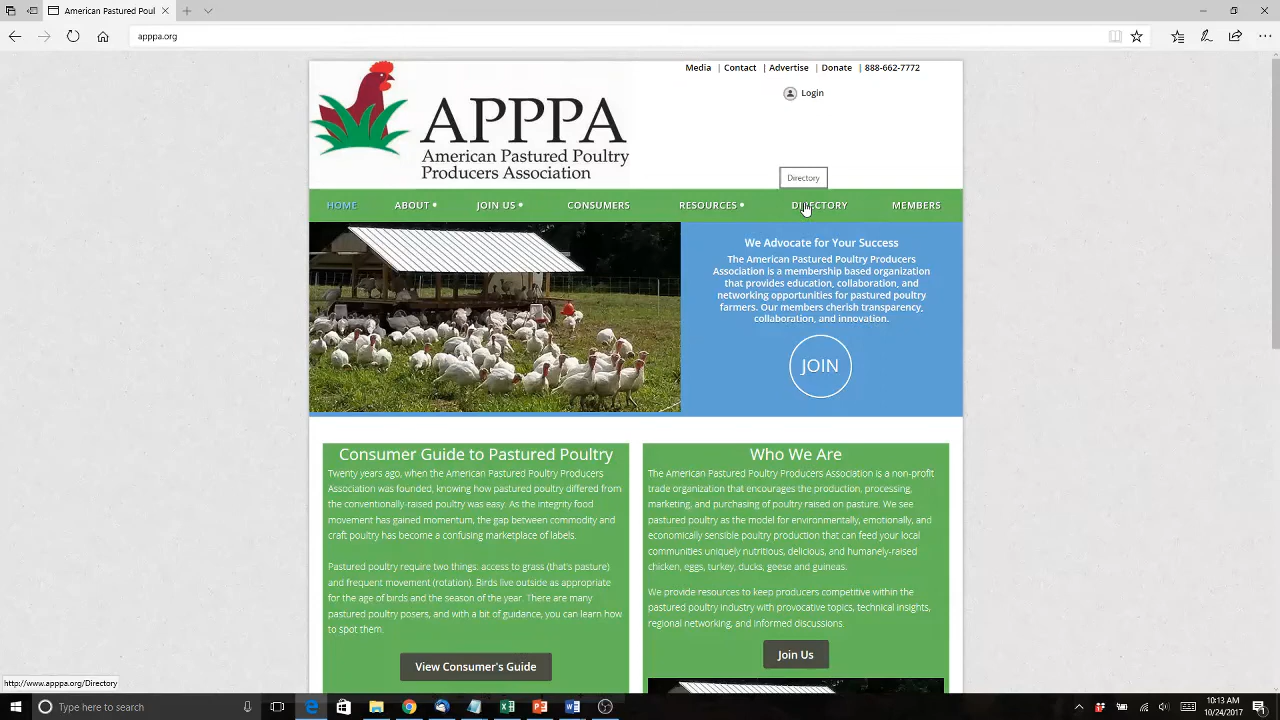 American Pastured Poul
apppa.org
Media | Contact | Advertise | Donate | 888-662-7772
Login
APPPA
American Pastured Poultry
Producers Association
Directory
HOME ABOUT JOIN US CONSUMERS RESOURCES DIRECTORY MEMBERS
We Advocate for Your Success
The American Pastured Poultry Producers
Association is a membership based organization
that provides education, collaboration, and
networking opportunities for pastured poultry
farmers. Our members cherish transparency,
collaboration, and innovation.
JOIN
Consumer Guide to Pastured Poultry
Twenty years ago, when the American Pastured Poultry Producers
Association was founded, knowing how pastured poultry differed from
the conventionally-raised poultry was easy. As the integrity food
movement has gained momentum, the gap between commodity and
craft poultry has become a confusing marketplace of labels.
Pastured poultry require two things: access to grass (that's pasture)
and frequent movement (rotation). Birds live outside as appropriate
for the age of birds and the season of the year. There are many
pastured poultry posers, and with a bit of guidance, you can learn how
to spot them.
View Consumer's Guide
Who We Are
The American Pastured Poultry Producers Association is a non-profit
trade organization that encourages the production, processing,
marketing, and purchasing of poultry raised on pasture. We see
pastured poultry as the model for environmentally, emotionally, and
economically sensible poultry production that can feed your local
communities uniquely nutritious, delicious, and humanely-raised
chicken, eggs, turkey, ducks, geese and guineas.
We provide resources to keep producers competitive within the
pastured poultry industry with provocative topics, technical insights,
regional networking, and informed discussions.
Join Us
http://www.apppa.org/Directory
Type here to search
10:13 AM
10/24/2017